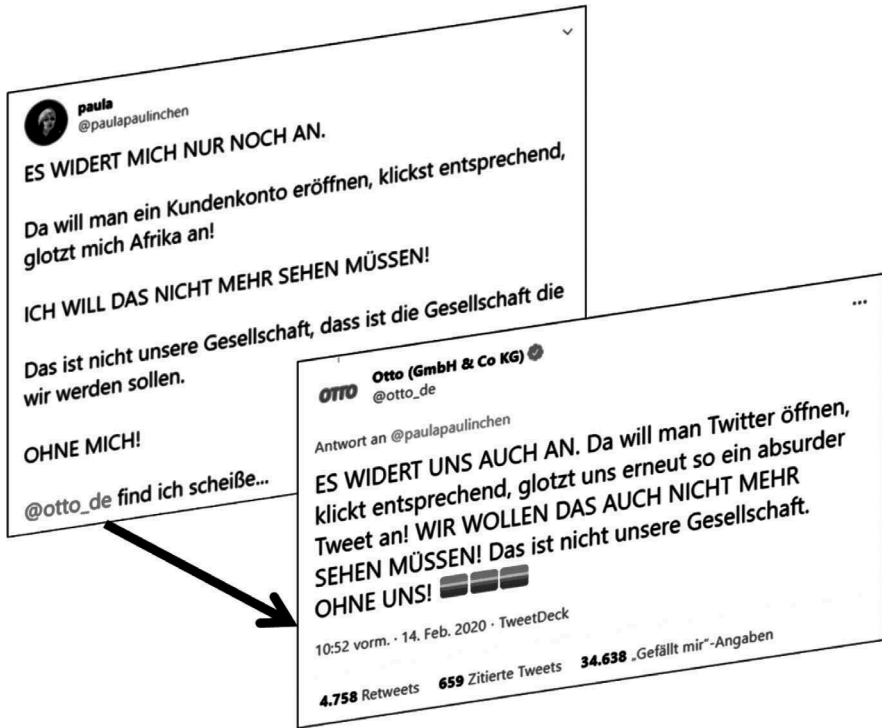 paula
@paulapaulinchen
ES WIDERT MICH NUR NOCH AN.
Da will man ein Kundenkonto eröffnen, klickst entsprechend,
glotzt mich Afrika an!
ICH WILL DAS NICHT MEHR SEHEN MÜSSEN!
Das ist nicht unsere Gesellschaft, dass ist die Gesellschaft die
wir werden sollen.
OHNE MICH!
@otto_de find ich scheiße...
OTTO
Otto (GmbH & Co KG)
@otto_de
Antwort an @paulapaulinchen
ES WIDERT UNS AUCH AN. Da will man Twitter öffnen,
klickt entsprechend, glotzt uns erneut so ein absurder
Tweet an! WIR WOLLEN DAS AUCH NICHT MEHR
SEHEN MÜSSEN! Das ist nicht unsere Gesellschaft.
OHNE UNS!
10:52 vorm. · 14. Feb. 2020 · TweetDeck
4.758 Retweets 659 Zitierte Tweets 34.638 „Gefällt mir“-Angaben